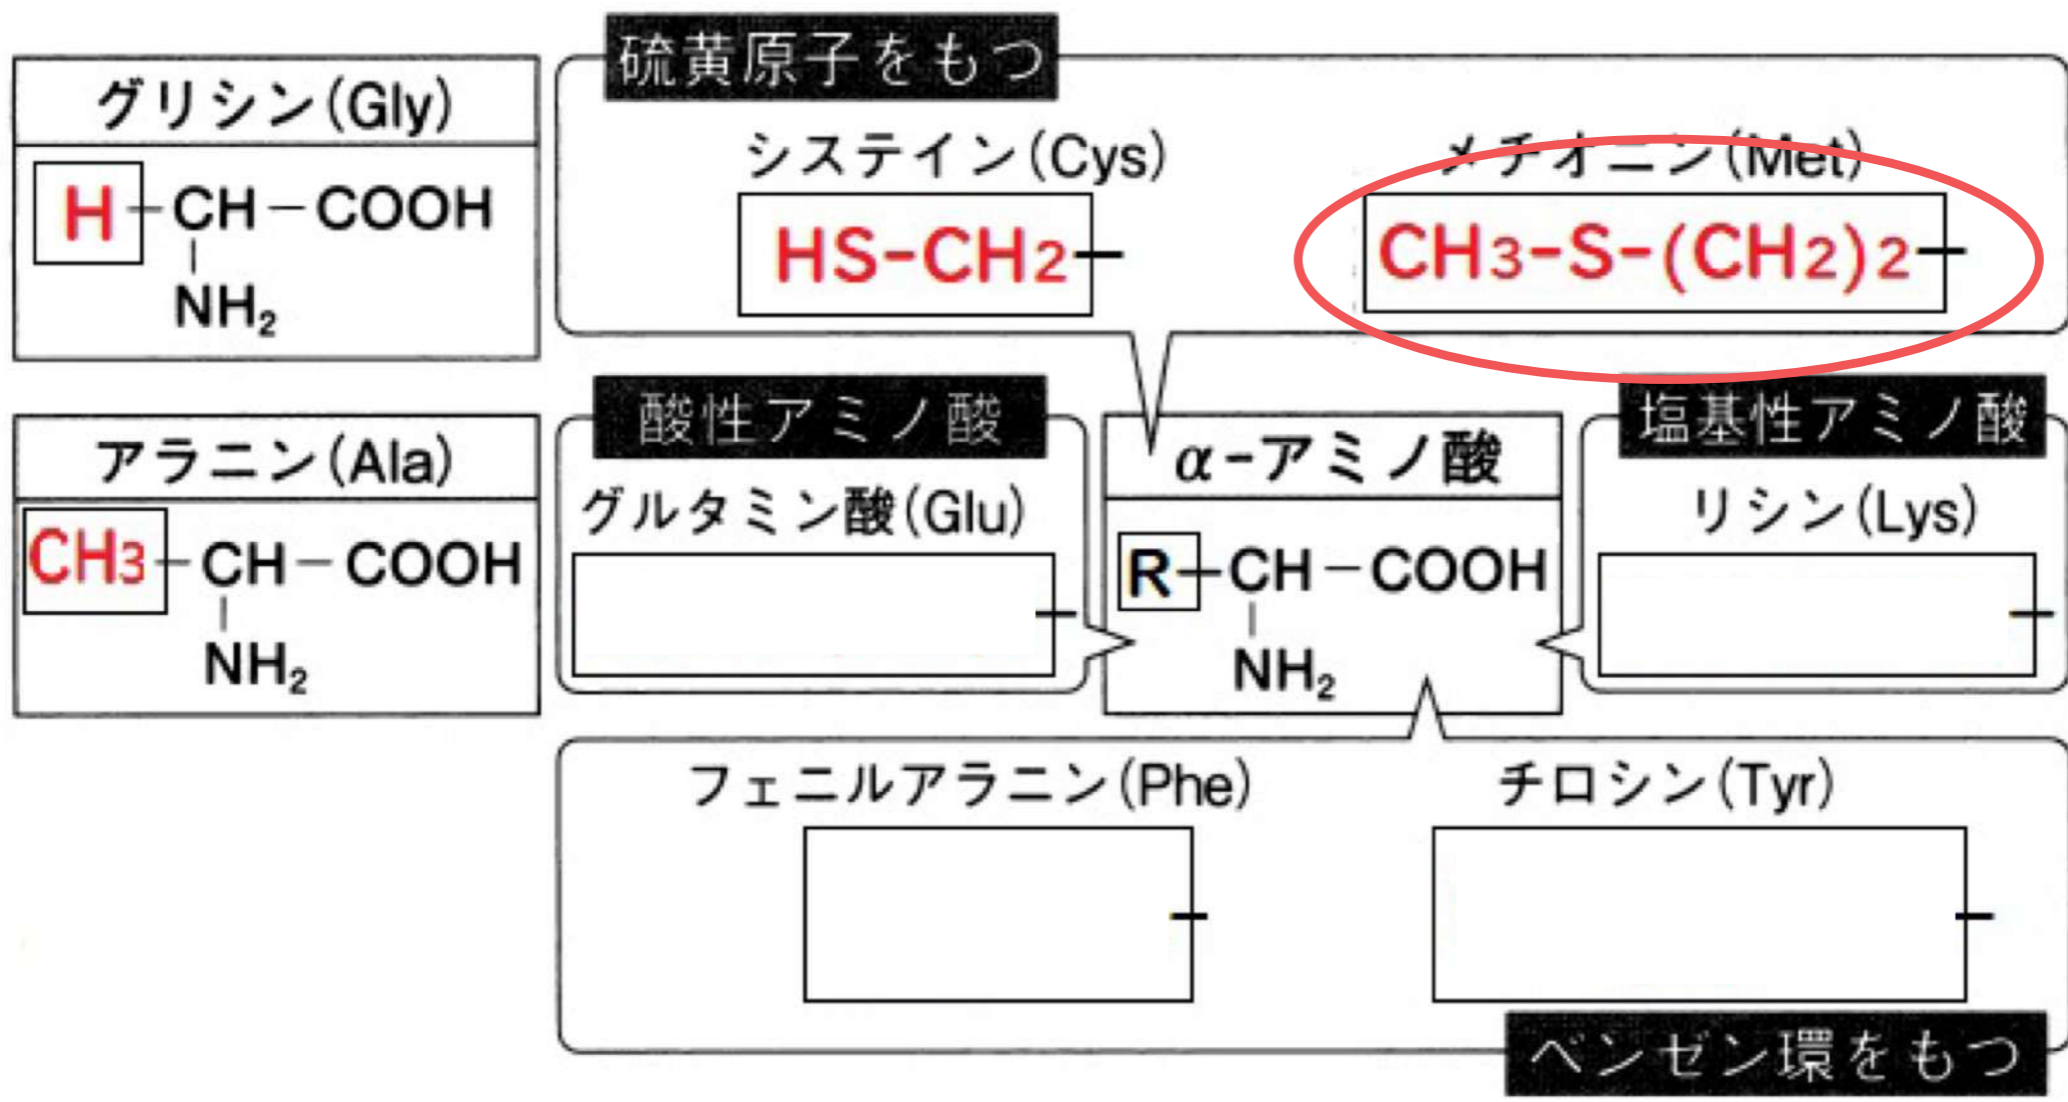 硫黄原子をもつ
グリシン(Gly)
H-CH-COOH
NH₂
システイン(Cys)
HS-CH2-
メチオニン(Met)
CH3-S-(CH2)2-
アラニン(Ala)
CH3-CH-COOH
NH₂
酸性アミノ酸
グルタミン酸(Glu)
α-アミノ酸
R-CH-COOH
NH₂
塩基性アミノ酸
リシン(Lys)
フェニルアラニン(Phe)
チロシン(Tyr)
ベンゼン環をもつ